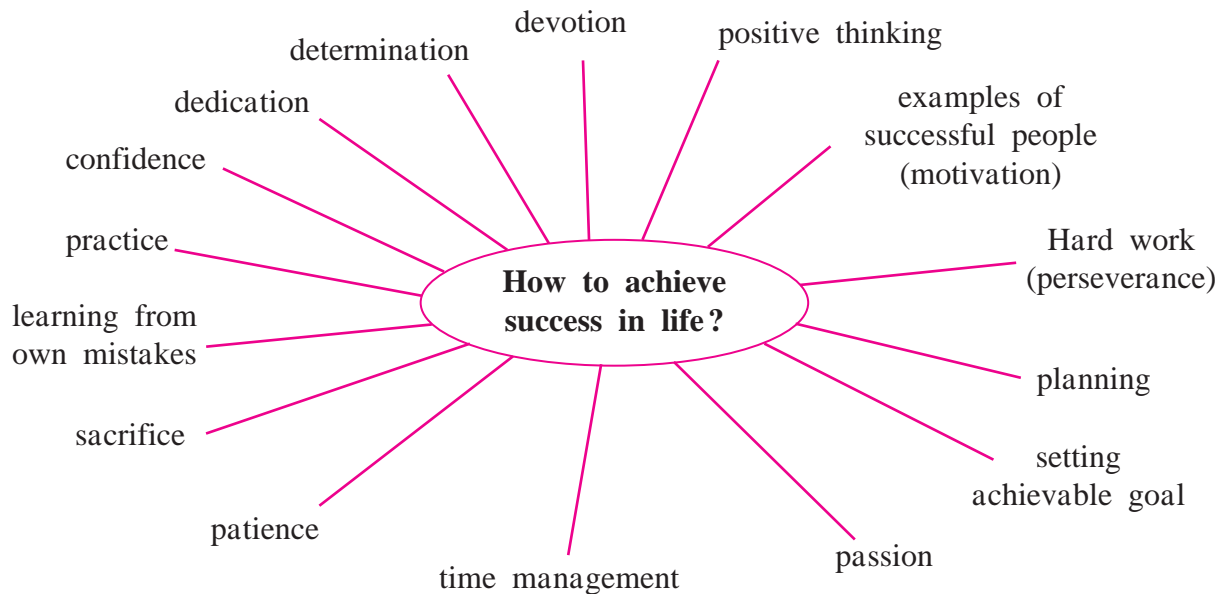 devotion
positive thinking
determination
dedication
examples of
successful people
(motivation)
confidence
practice
Hard work
(perseverance)
How to achieve
success in life?
learning from
own mistakes
planning
sacrifice
setting
achievable goal
patience
passion
time management